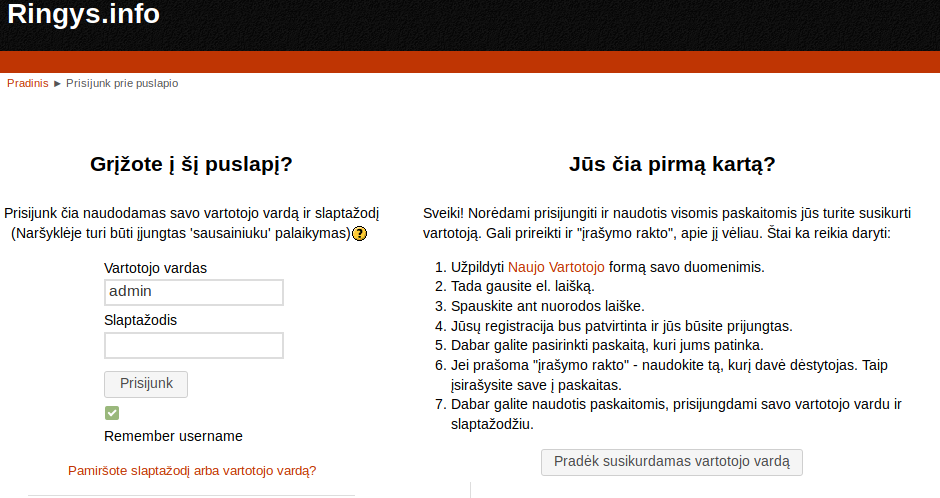 Ringys.info
Pradinis ► Prisijunk prie puslapio
Grįžote į šį puslapį?
Prisijunk čia naudodamas savo vartotojo vardą ir slaptažodį
(Naršyklėje turi būti įjungtas 'sausainiuku' palaikymas)?
Vartotojo vardas
admin
Slaptažodis
Prisijunk
Remember username
Pamiršote slaptažodį arba vartotojo vardą?
Jūs čia pirmą kartą?
Sveiki! Norėdami prisijungiti ir naudotis visomis paskaitomis jūs turite susikurti
vartotoją. Gali prireikti ir "įrašymo rakto", apie jį vėliau. Štai ka reikia daryti:
1. Užpildyti Naujo Vartotojo formą savo duomenimis.
2. Tada gausite el. laišką.
3. Spauskite ant nuorodos laiške.
4. Jūsų registracija bus patvirtinta ir jūs būsite prijungtas.
5. Dabar galite pasirinkti paskaitą, kuri jums patinka.
6. Jei prašoma "įrašymo rakto" - naudokite tą, kurį davė dėstytojas. Taip
įsirašysite save į paskaitas.
7. Dabar galite naudotis paskaitomis, prisijungdami savo vartotojo vardu ir
slaptažodžiu.
Pradėk susikurdamas vartotojo vardą